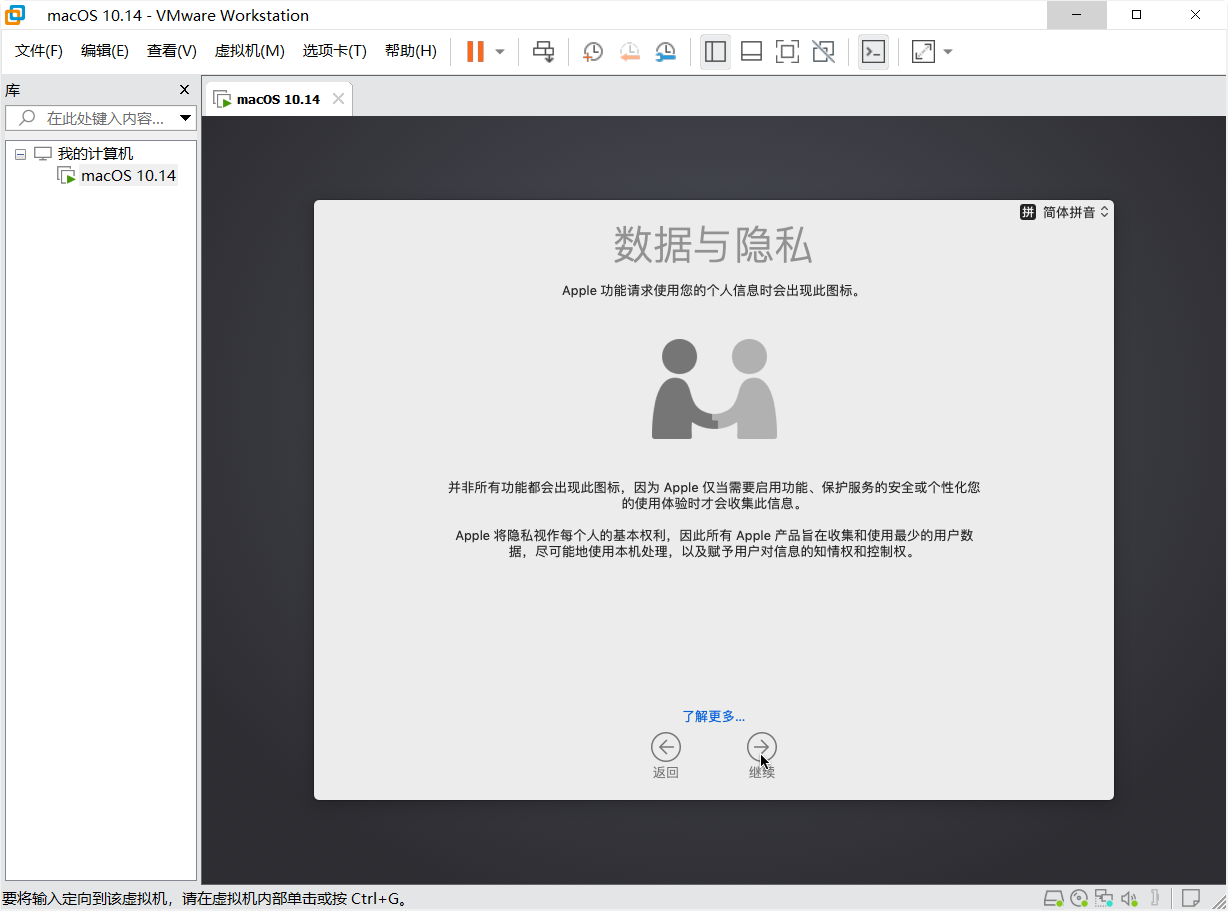 macOS 10.14 - VMware Workstation
文件(F) 编辑(E) 查看(V) 虚拟机(M) 选项卡(T) 帮助(H)
库
在此处键入内容...
我的计算机
macOS 10.14
macOS 10.14
拼 简体拼音
数据与隐私
Apple 功能请求使用您的个人信息时会出现此图标。
并非所有功能都会出现此图标，因为 Apple 仅当需要启用功能、保护服务的安全或个性化您
的使用体验时才会收集此信息。
Apple 将隐私视作每个人的基本权利，因此所有 Apple 产品旨在收集和使用最少的用户数
据，尽可能地使用本机处理，以及赋予用户对信息的知情权和控制权。
了解更多...
返回 继续
要将输入定向到该虚拟机，请在虚拟机内部单击或按 Ctrl+G。